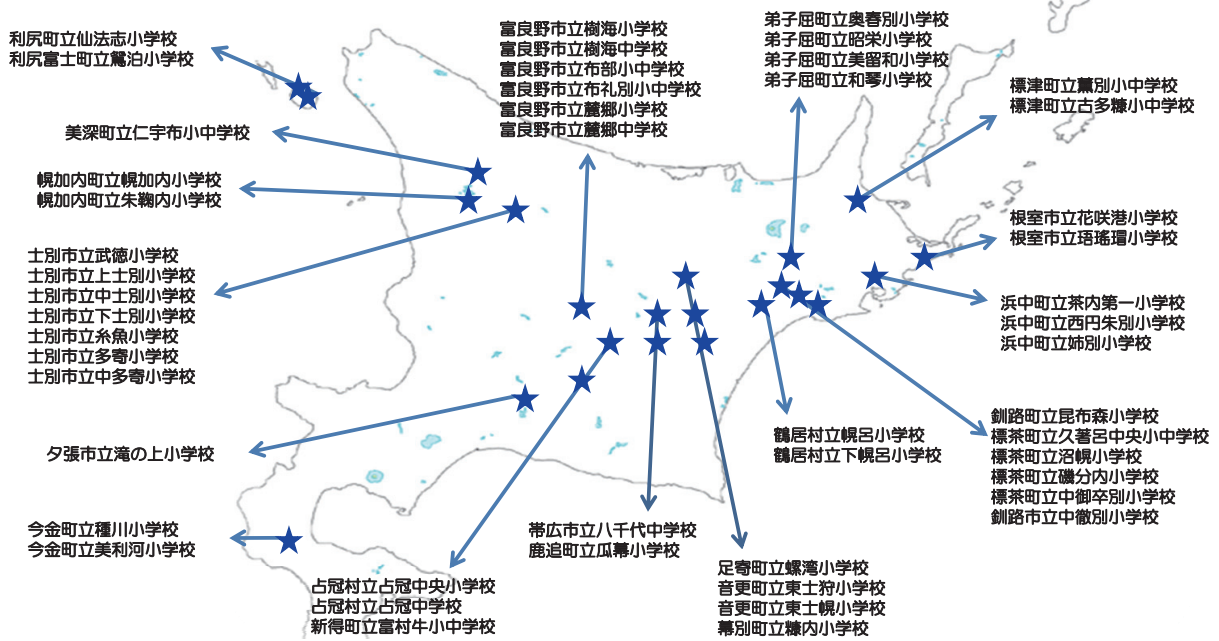 利尻町立仙法志小学校
利尻富士町立鴛泊小学校
美深町立仁宇布小中学校
幌加内町立幌加内小学校
幌加内町立朱鞠内小学校
士別市立武徳小学校
士別市立上士別小学校
士別市立中士別小学校
士別市立下士別小学校
士別市立糸魚小学校
士別市立多寄小学校
士別市立中多寄小学校
夕張市立滝の上小学校
今金町立種川小学校
今金町立美利河小学校
富良野市立樹海小学校
富良野市立樹海中学校
富良野市立布部小中学校
富良野市立布礼別小中学校
富良野市立麓郷小学校
富良野市立麓郷中学校
占冠村立占冠中央小学校
占冠村立占冠中学校
新得町立富村牛小中学校
帯広市立八千代中学校
鹿追町立瓜幕小学校
足寄町立螺湾小学校
音更町立東士狩小学校
音更町立東士幌小学校
幕別町立糠内小学校
弟子屈町立奥春別小学校
弟子屈町立昭栄小学校
弟子屈町立美留和小学校
弟子屈町立和琴小学校
鶴居村立幌呂小学校
鶴居村立下幌呂小学校
標津町立薫別小中学校
標津町立古多糠小中学校
根室市立花咲港小学校
根室市立珸瑤瑁小学校
浜中町立茶内第一小学校
浜中町立西円朱別小学校
浜中町立姉別小学校
釧路町立昆布森小学校
標茶町立久著呂中央小中学校
標茶町立沼幌小学校
標茶町立磯分内小学校
標茶町立中御卒別小学校
釧路市立中徹別小学校